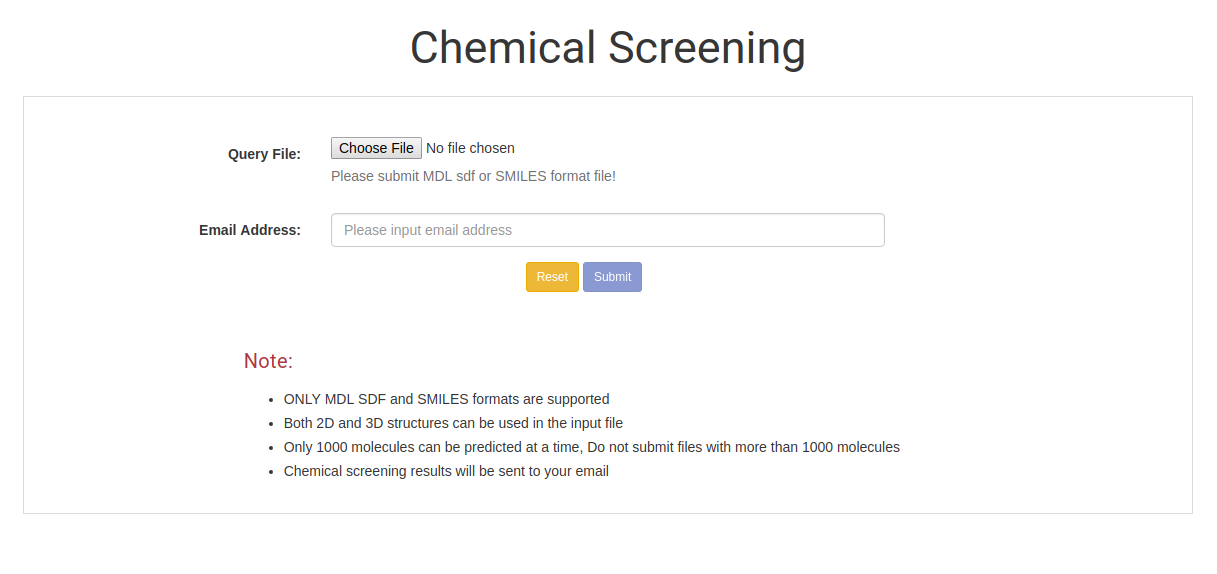 Chemical Screening
Query File: Choose File No file chosen
Please submit MDL sdf or SMILES format file!
Email Address: Please input email address
Reset Submit
Note:
• ONLY MDL SDF and SMILES formats are supported
• Both 2D and 3D structures can be used in the input file
• Only 1000 molecules can be predicted at a time, Do not submit files with more than 1000 molecules
• Chemical screening results will be sent to your email